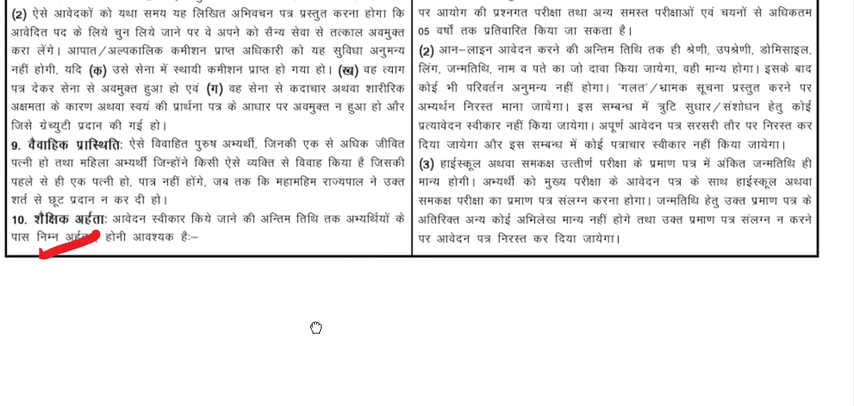 (2) ऐसे आवेदकों को यथा समय यह लिखित अभिवचन पत्र प्रस्तुत करना होगा कि
आवेदित पद के लिये चुन लिये जाने पर वे अपने को सैन्य सेवा से तत्काल अवमुक्त
करा लेंगे। आपात/अल्पकालिक कमीशन प्राप्त अधिकारी को यह सुविधा अनुमन्य
नहीं होगी, यदि (क) उसे सेना में स्थायी कमीशन प्राप्त हो गया हो। (ख) वह त्याग
पत्र देकर सेना से अवमुक्त हुआ हो एवं (ग) वह सेना से कदाचार अथवा शारीरिक
अक्षमता के कारण अथवा स्वयं की प्रार्थना पत्र के आधार पर अवमुक्त न हुआ हो और
जिसे ग्रेच्युटी प्रदान की गई हो।
9. वैवाहिक प्रास्थिति: ऐसे विवाहित पुरुष अभ्यर्थी, जिनकी एक से अधिक जीवित
पत्नी हो तथा महिला अभ्यर्थी जिन्होंने किसी ऐसे व्यक्ति से विवाह किया है जिसकी
पहले से ही एक पत्नी हो, पात्र नहीं होंगे, जब तक कि महामहिम राज्यपाल ने उक्त
शर्त से छूट प्रदान न कर दी हो।
10. शैक्षिक अर्हता: आवेदन स्वीकार किये जाने की अन्तिम तिथि तक अभ्यर्थियों के
पास निम्न होनी आवश्यक है:–
पर आयोग की प्रश्नगत परीक्षा तथा अन्य समस्त परीक्षाओं एवं चयनों से अधिकतम
05 वर्षों तक प्रतिवारित किया जा सकता है।
(2) आन-लाइन आवेदन करने की अन्तिम तिथि तक ही श्रेणी, उपश्रेणी, डोमिसाइल,
लिंग, जन्मतिथि, नाम व पते का जो दावा किया जायेगा, वही मान्य होगा। इसके बाद
कोई भी परिवर्तन अनुमन्य नहीं होगा। 'गलत'/भ्रामक सूचना प्रस्तुत करने पर
अभ्यर्थन निरस्त माना जायेगा। इस सम्बन्ध में त्रुटि सुधार/संशोधन हेतु कोई
प्रत्यावेदन स्वीकार नहीं किया जायेगा। अपूर्ण आवेदन पत्र सरसरी तौर पर निरस्त कर
दिया जायेगा और इस सम्बन्ध में कोई पत्राचार स्वीकार नहीं किया जायेगा।
(3) हाईस्कूल अथवा समकक्ष उत्तीर्ण परीक्षा के प्रमाण पत्र में अंकित जन्मतिथि ही
मान्य होगी। अभ्यर्थी को मुख्य परीक्षा के आवेदन पत्र के साथ हाईस्कूल अथवा
समकक्ष परीक्षा का प्रमाण पत्र संलग्न करना होगा। जन्मतिथि हेतु उक्त प्रमाण पत्र के
अतिरिक्त अन्य कोई अभिलेख मान्य नहीं होगे तथा उक्त प्रमाण पत्र संलग्न न करने
पर आवेदन पत्र निरस्त कर दिया जायेगा।